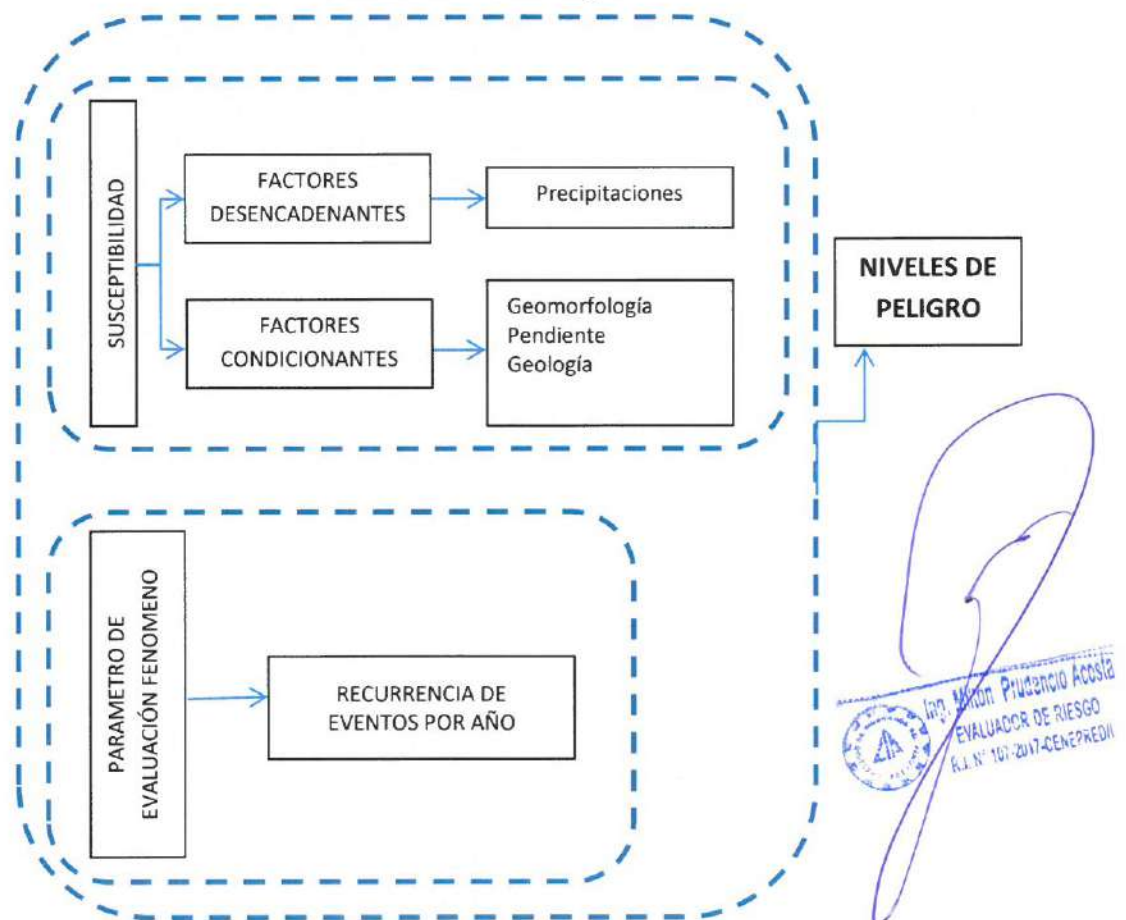 SUSCEPTIBILIDAD
FACTORES
DESENCADENANTES
Precipitaciones
FACTORES
CONDICIONANTES
Geomorfología
Pendiente
Geología
NIVELES DE
PELIGRO
PARAMETRO DE
EVALUACIÓN FENOMENO
RECURRENCIA DE
EVENTOS POR AÑO
Ing. Milton Prudencio Acosta
EVALUADOR DE RIESGO
R.J. N° 107-2017-CENEPRED/J